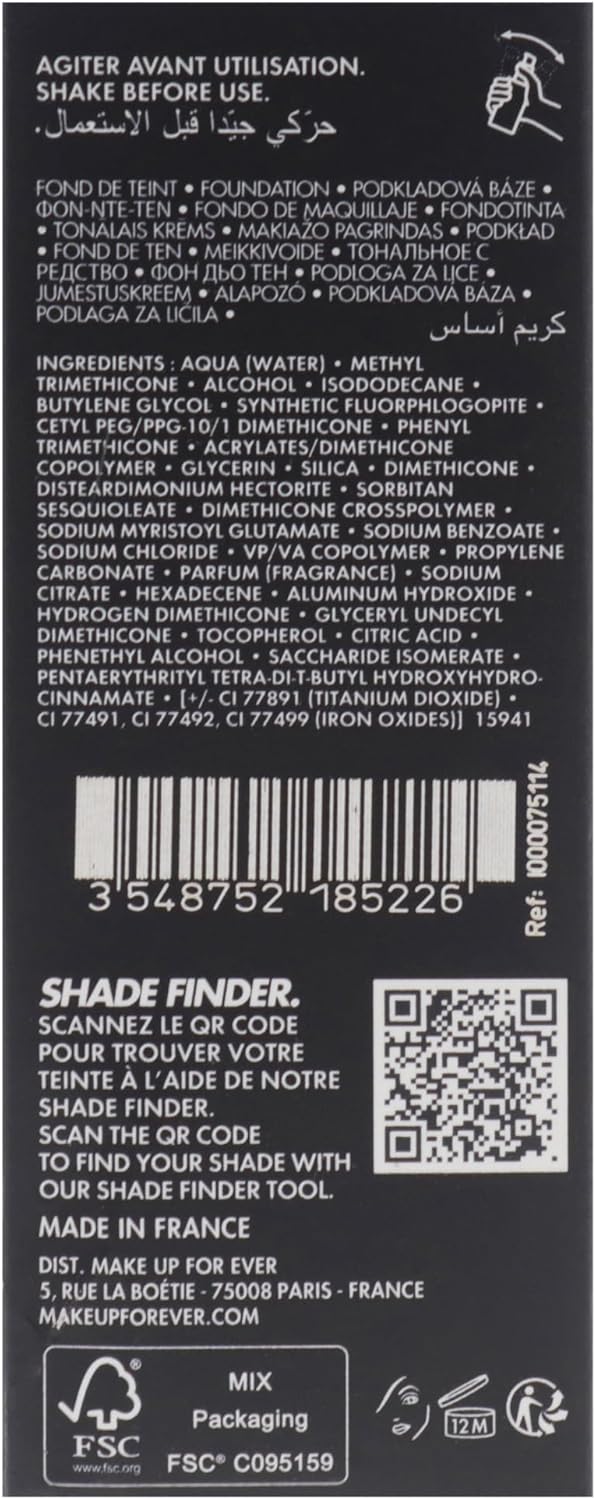 AGITER AVANT UTILISATION.
SHAKE BEFORE USE.
حرّكي جيّدا قبل الاستعمال.
FOND DE TEINT • FOUNDATION • PODKLADOVÁ BÁZE •
ФОН-NTE-TEN • FONDO DE MAQUILLAJE • FONDOTINTA
• TONĀLAIS KRĒMS • MAKIAŽO PAGRINDAS • PODKŁAD
• FOND DE TEN • MEIKKIVOIDE • ТОНАЛЬНОЕ С
РЕДСТВО • ФОН ДЬО ТЕН • PODLOGA ZA LICE •
JUMESTUSKREEM • ALAPOZÓ • PODKLADOVÁ BÁZA •
PODLAGA ZA LIČILA •
كريم أساس
INGREDIENTS : AQUA (WATER) • METHYL
TRIMETHICONE • ALCOHOL • ISODODECANE •
BUTYLENE GLYCOL • SYNTHETIC FLUORPHLOGOPITE •
CETYL PEG/PPG-10/1 DIMETHICONE • PHENYL
TRIMETHICONE • ACRYLATES/DIMETHICONE
COPOLYMER • GLYCERIN • SILICA • DIMETHICONE •
DISTEARDIMONIUM HECTORITE • SORBITAN
SESQUIOLEATE • DIMETHICONE CROSSPOLYMER •
SODIUM MYRISTOYL GLUTAMATE • SODIUM BENZOATE •
SODIUM CHLORIDE • VP/VA COPOLYMER • PROPYLENE
CARBONATE • PARFUM (FRAGRANCE) • SODIUM
CITRATE • HEXADECENE • ALUMINUM HYDROXIDE •
HYDROGEN DIMETHICONE • GLYCERYL UNDECYL
DIMETHICONE • TOCOPHEROL • CITRIC ACID •
PHENETHYL ALCOHOL • SACCHARIDE ISOMERATE •
PENTAERYTHRITYL TETRA-DI-T-BUTYL HYDROXYHYDRO-
CINNAMATE • [+/- CI 77891 (TITANIUM DIOXIDE) •
CI 77491, CI 77492, CI 77499 (IRON OXIDES)] 15941
3 548752 185226
Ref: I000075114
SHADE FINDER.
SCANNEZ LE QR CODE
POUR TROUVER VOTRE
TEINTE À L'AIDE DE NOTRE
SHADE FINDER.
SCAN THE QR CODE
TO FIND YOUR SHADE WITH
OUR SHADE FINDER TOOL.
MADE IN FRANCE
DIST. MAKE UP FOR EVER
5, RUE LA BOÉTIE - 75008 PARIS - FRANCE
MAKEUPFOREVER.COM
FSC
www.fsc.org
MIX
Packaging
FSC® C095159
12M